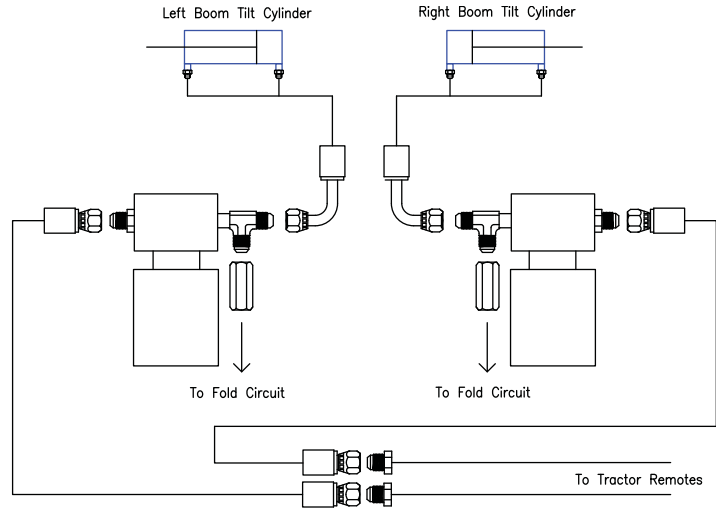 Left Boom Tilt Cylinder
Right Boom Tilt Cylinder
To Fold Circuit
To Fold Circuit
To Tractor Remotes